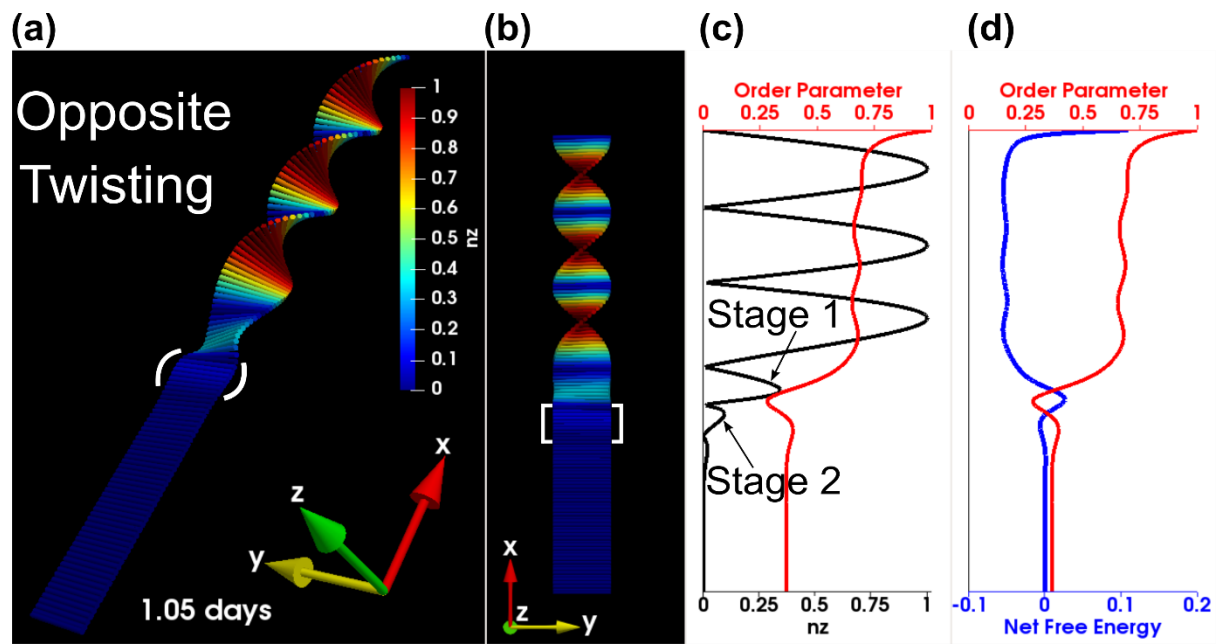 (a)
(b)
(c)
(d)
Opposite
Twisting
1
0.9
0.8
0.7
0.6
0.5
0.4
0.3
0.2
0.1
0
nz
x
z
y
1.05 days
x
z
y
Order Parameter
0 0.25 0.5 0.75 1
Stage 1
Stage 2
0 0.25 0.5 0.75 1
nz
Order Parameter
0 0.25 0.5 0.75 1
-0.1 0 0.1 0.2
Net Free Energy